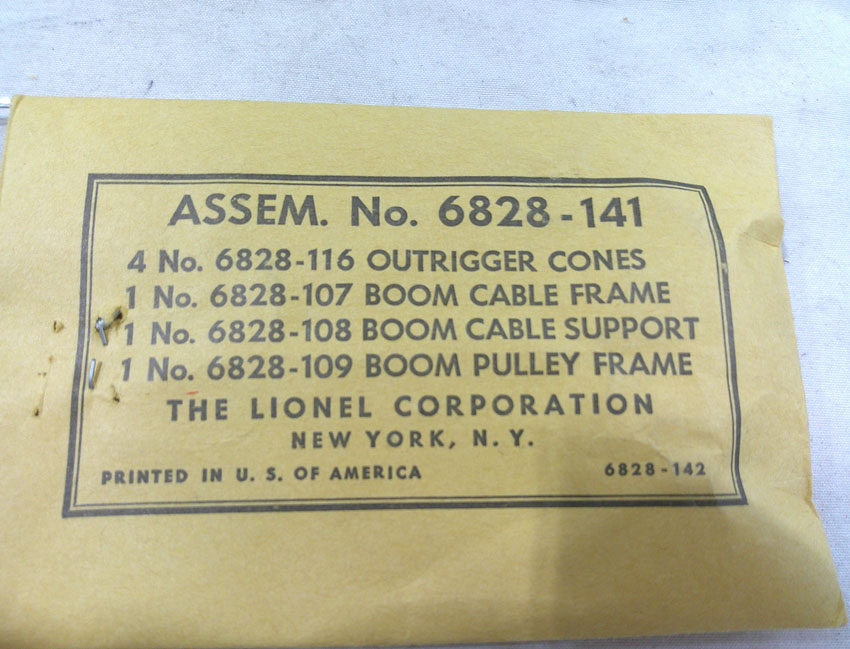 ASSEM. No. 6828-141
4 No. 6828-116 OUTRIGGER CONES
1 No. 6828-107 BOOM CABLE FRAME
1 No. 6828-108 BOOM CABLE SUPPORT
1 No. 6828-109 BOOM PULLEY FRAME
THE LIONEL CORPORATION
NEW YORK, N. Y.
PRINTED IN U. S. OF AMERICA 6828-142